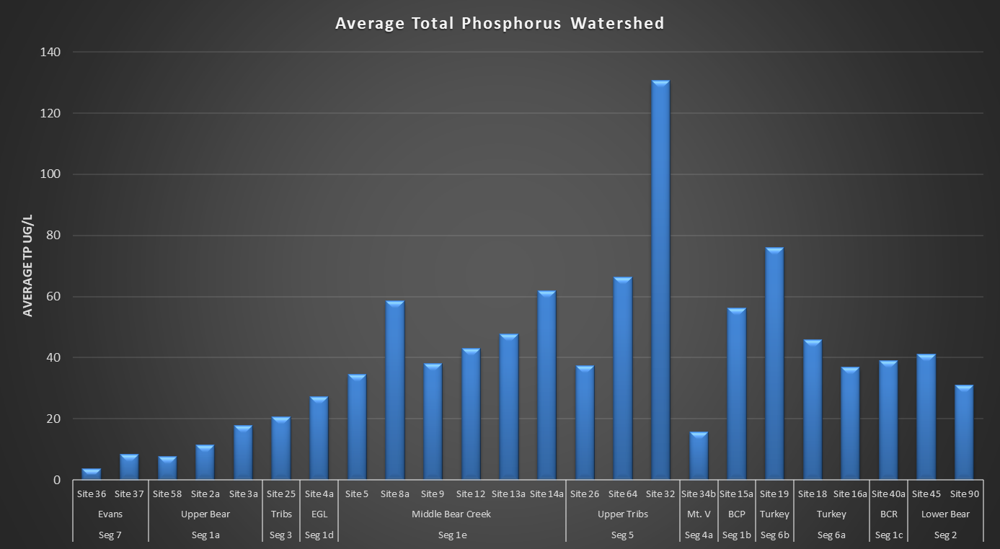 Average Total Phosphorus Watershed
AVERAGE TP UG/L
140
120
100
80
60
40
20
0
Site 36 Site 37 Site 58 Site 2a Site 3a Site 25 Site 4a Site 5 Site 8a Site 9 Site 12 Site 13a Site 14a Site 26 Site 64 Site 32 Site 34b Site 15a Site 19 Site 18 Site 16a Site 40a Site 45 Site 90
Evans Upper Bear Tribs EGL Middle Bear Creek Upper Tribs Mt. V BCP Turkey Turkey BCR Lower Bear
Seg 7 Seg 1a Seg 3 Seg 1d Seg 1e Seg 5 Seg 4a Seg 1b Seg 6b Seg 6a Seg 1c Seg 2